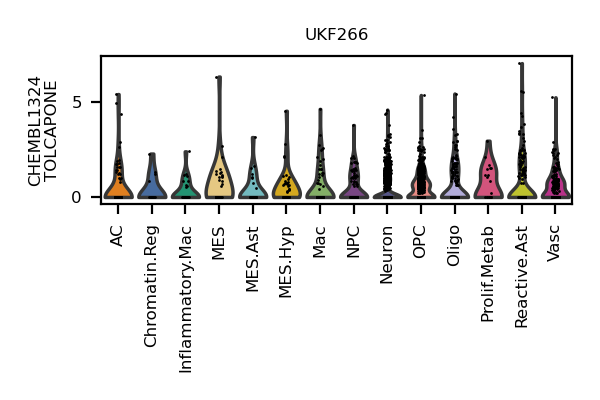 UKF266
CHEMBL1324
TOLCAPONE
5
0
AC
Chromatin.Reg
Inflammatory.Mac
MES
MES.Ast
MES.Hyp
Mac
NPC
Neuron
OPC
Oligo
Prolif.Metab
Reactive.Ast
Vasc